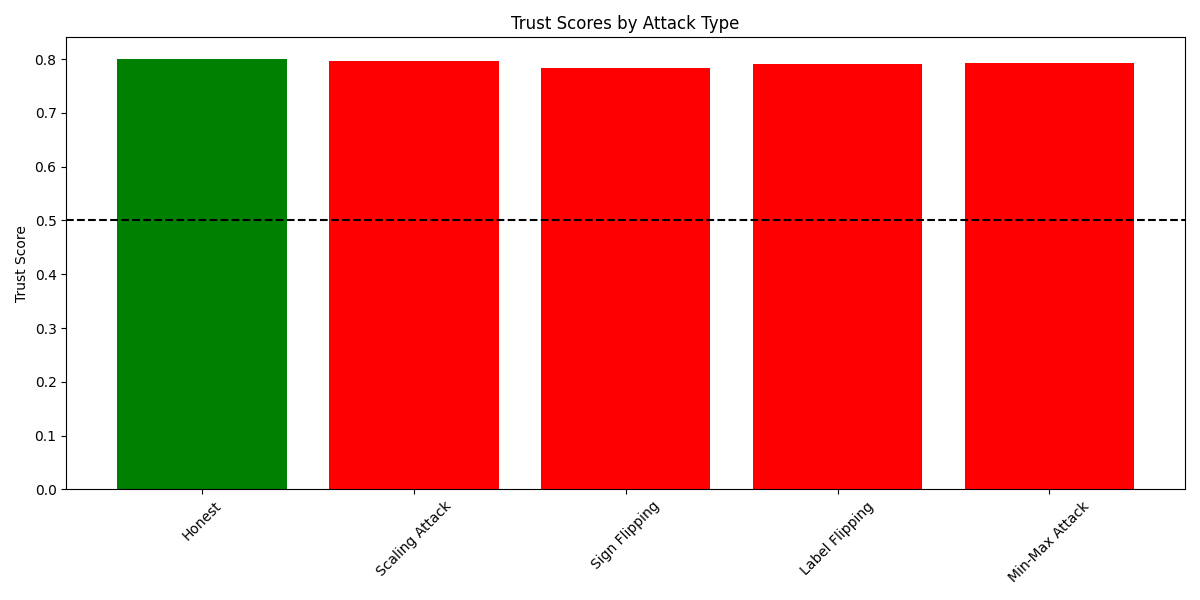 Trust Scores by Attack Type
Trust Score
0.8
0.7
0.6
0.5
0.4
0.3
0.2
0.1
0.0
Honest
Scaling Attack
Sign Flipping
Label Flipping
Min-Max Attack